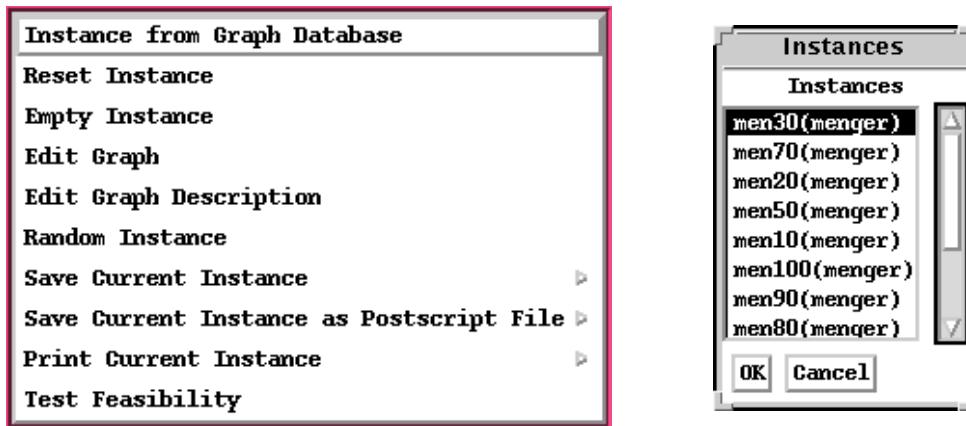 Instance from Graph Database
Reset Instance
Empty Instance
Edit Graph
Edit Graph Description
Random Instance
Save Current Instance
Save Current Instance as Postscript File
Print Current Instance
Test Feasibility
Instances
Instances
men30(menger)
men70(menger)
men20(menger)
men50(menger)
men10(menger)
men100(menger)
men90(menger)
men80(menger)
OK Cancel